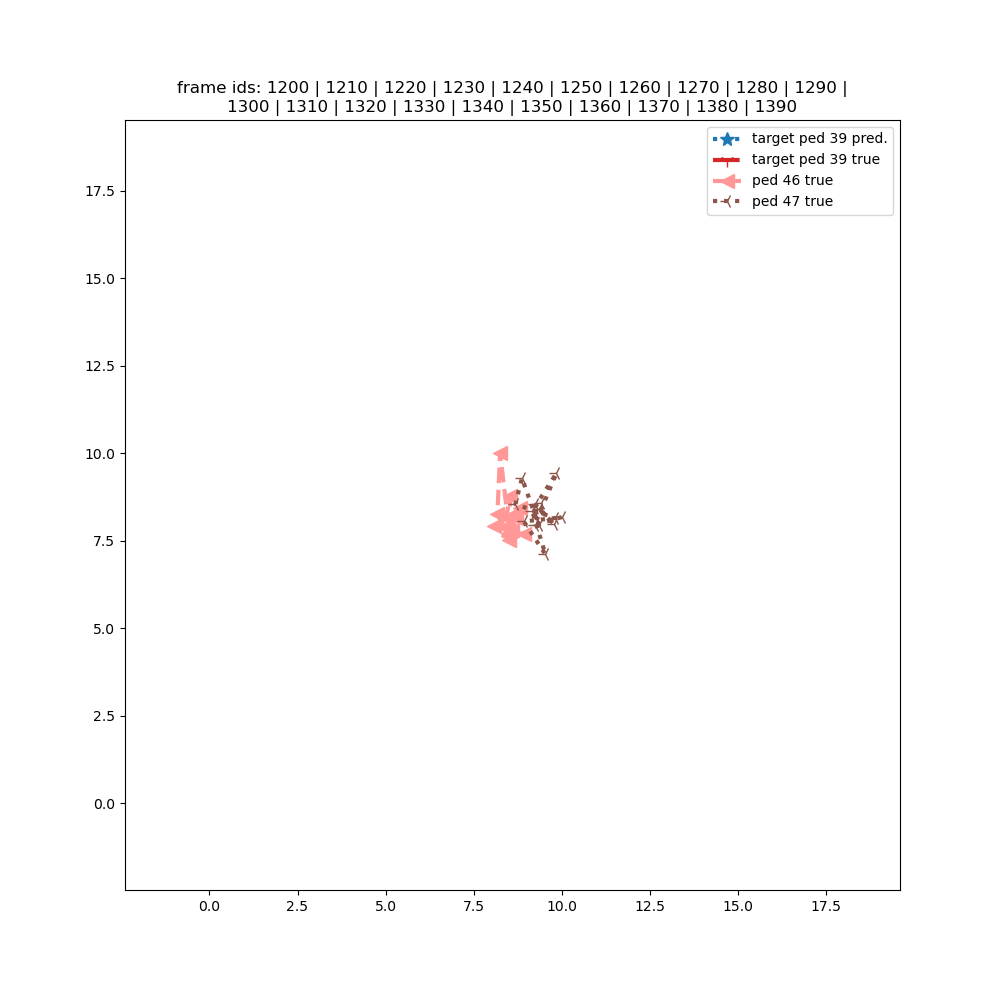 frame ids: 1200 | 1210 | 1220 | 1230 | 1240 | 1250 | 1260 | 1270 | 1280 | 1290 |
1300 | 1310 | 1320 | 1330 | 1340 | 1350 | 1360 | 1370 | 1380 | 1390
target ped 39 pred.
target ped 39 true
ped 46 true
ped 47 true
17.5
15.0
12.5
10.0
7.5
5.0
2.5
0.0
0.0 2.5 5.0 7.5 10.0 12.5 15.0 17.5